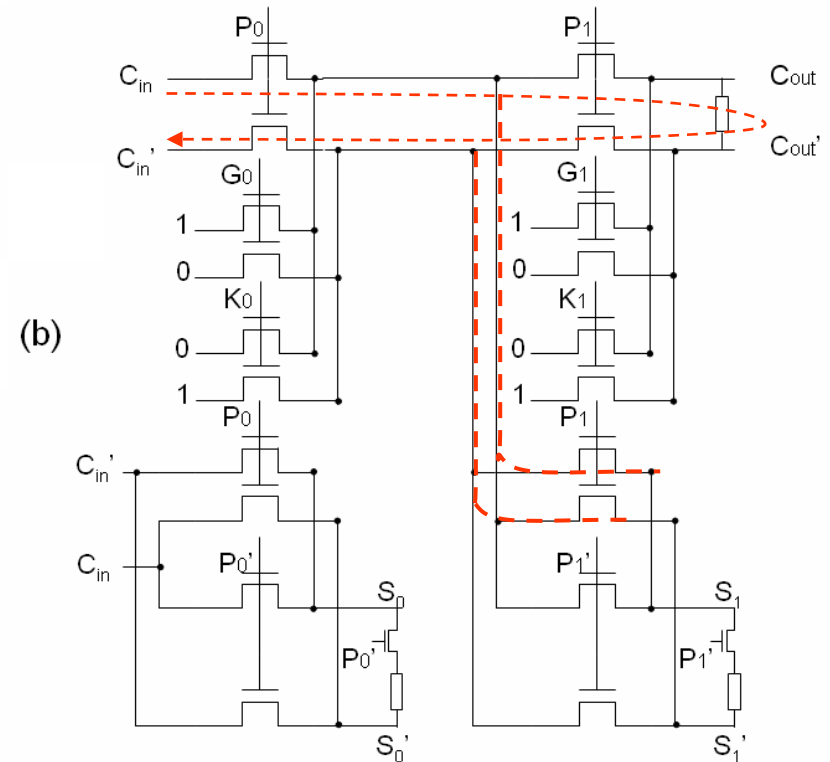 P0 P1
Cin Cout
Cin' Cout'
G0 G1
1 1
0 0
K0 K1
(b)
0 0
1 1
P0 P1
Cin'
Cin
P0' P1'
S0 S1
P0' P1'
S0' S1'